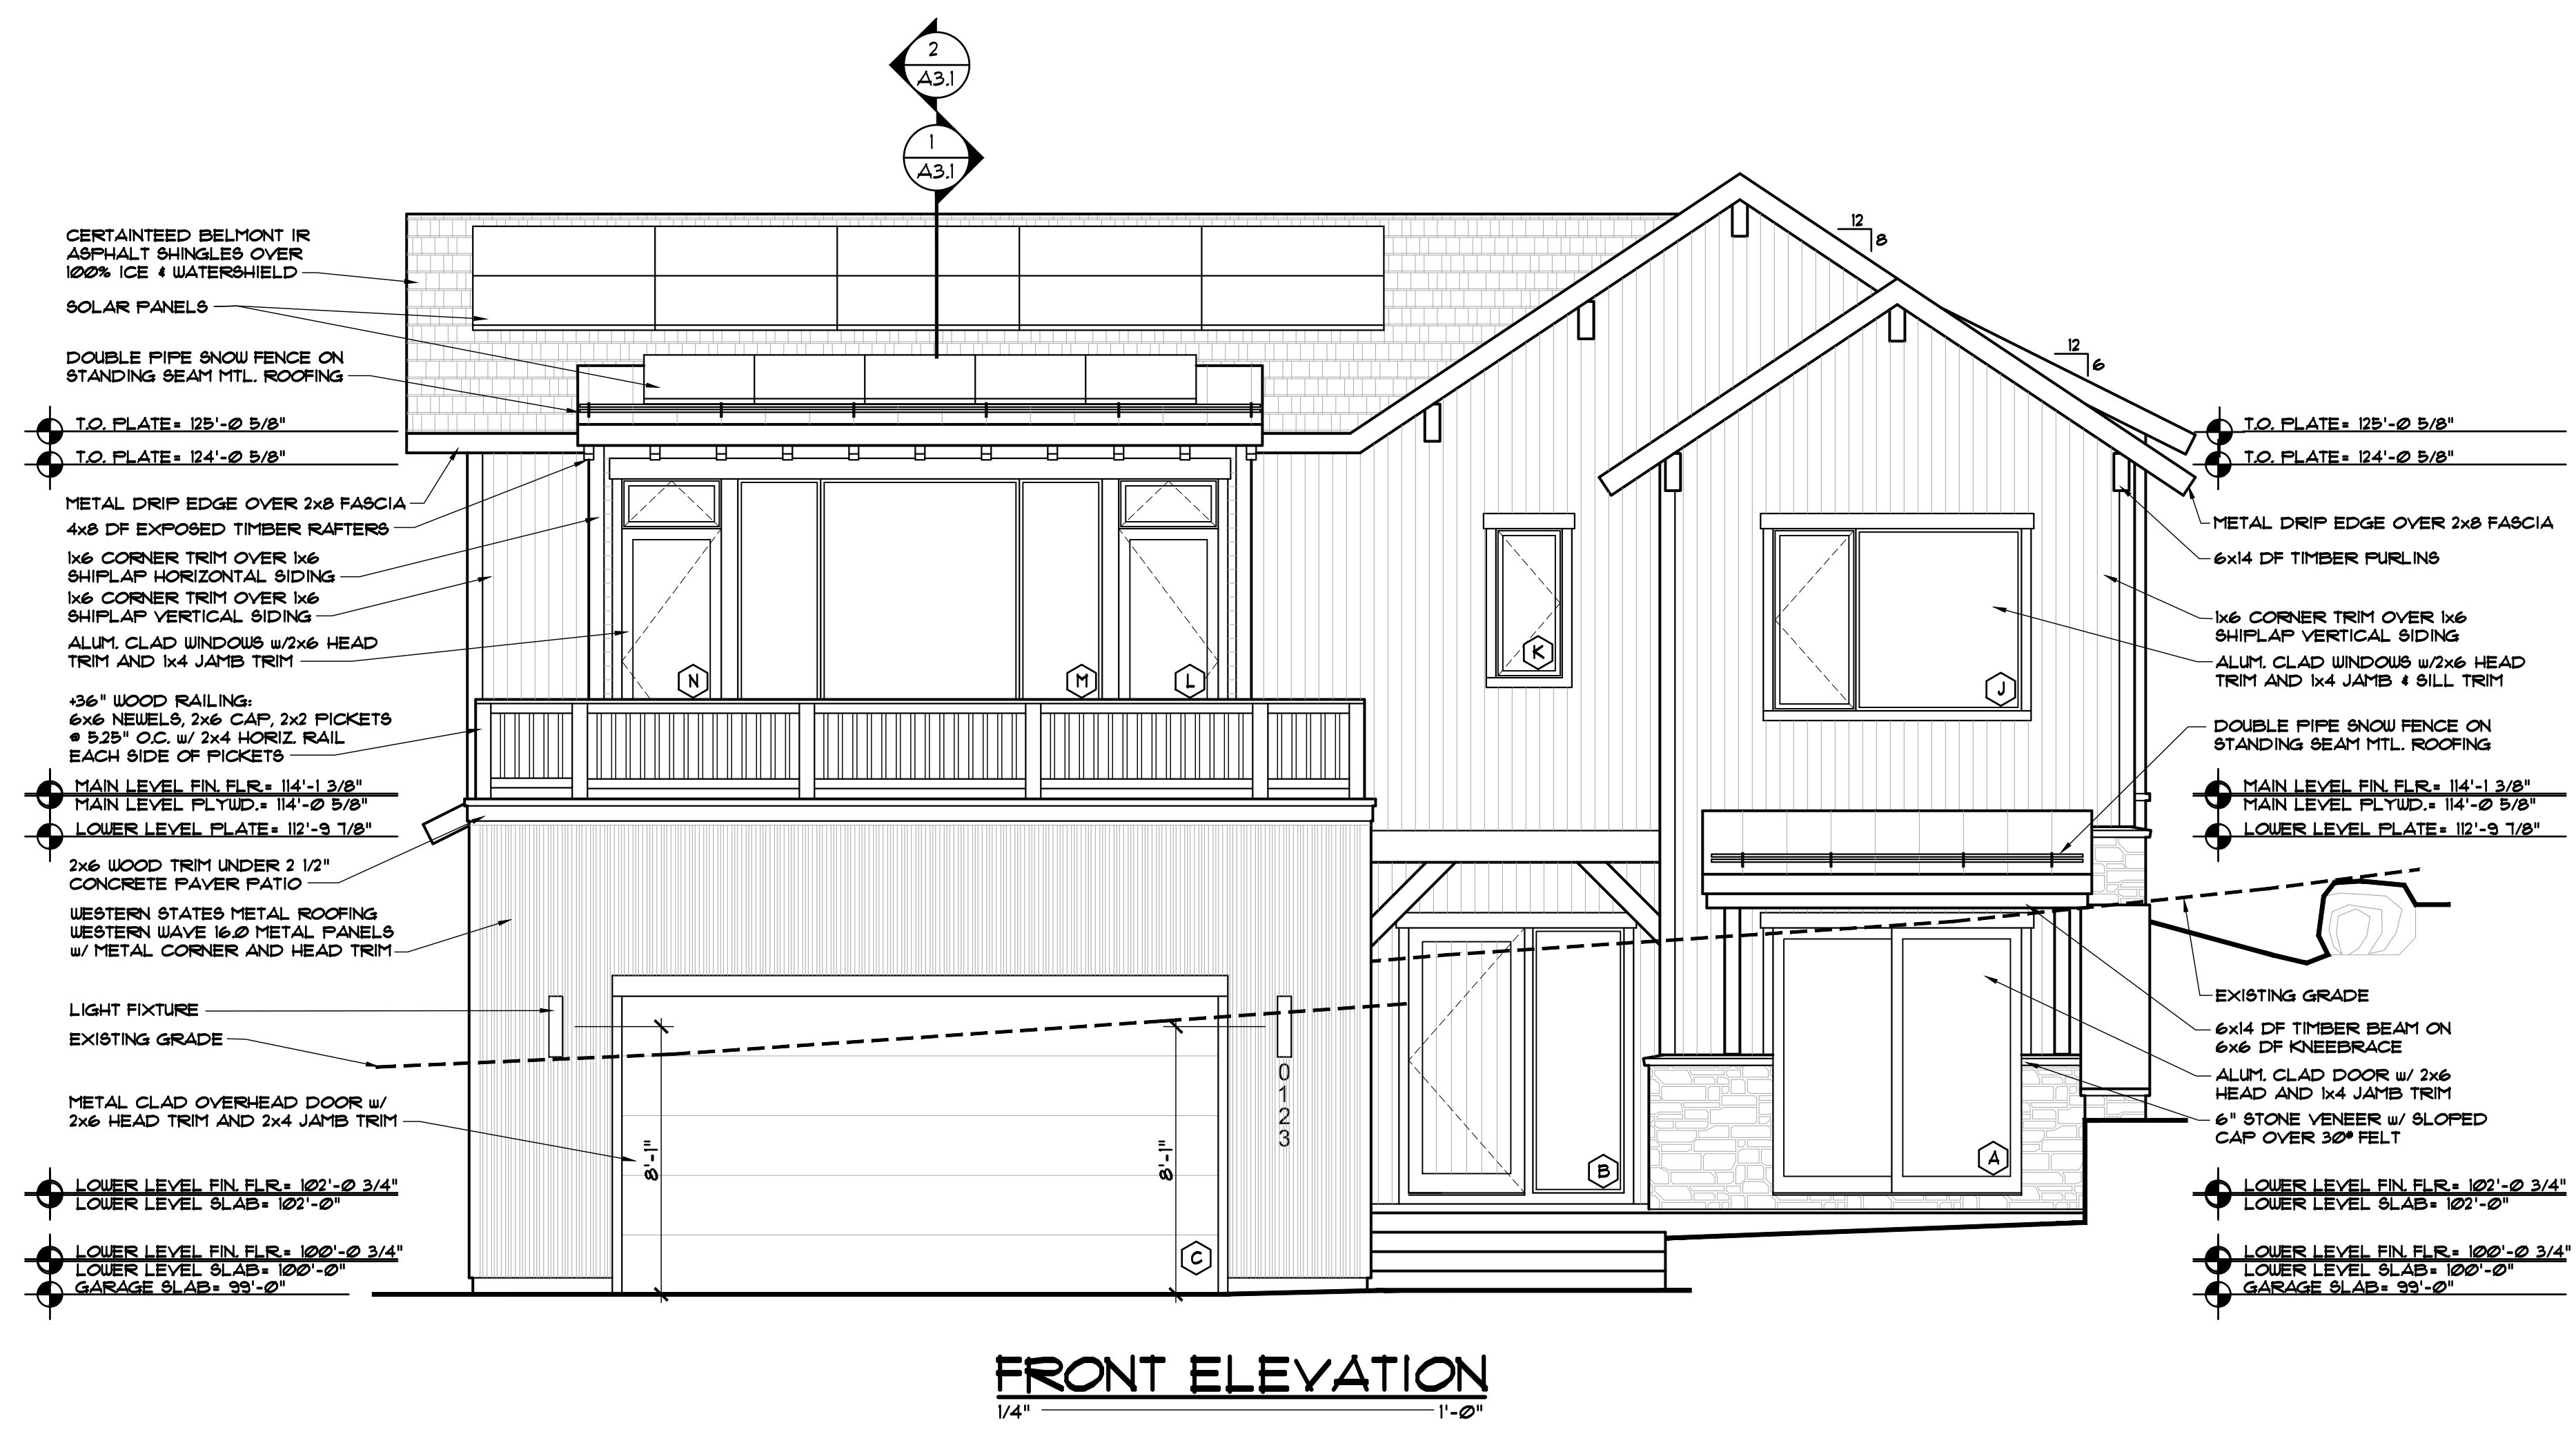 2
A3.1
1
A3.1
CERTAINTEED BELMONT IR
ASPHALT SHINGLES OVER
100% ICE & WATERSHIELD
SOLAR PANELS
DOUBLE PIPE SNOW FENCE ON
STANDING SEAM MTL. ROOFING
T.O. PLATE= 125'-0 5/8"
T.O. PLATE= 124'-0 5/8"
METAL DRIP EDGE OVER 2x8 FASCIA
4x8 DF EXPOSED TIMBER RAFTERS
1x6 CORNER TRIM OVER 1x6
SHIPLAP HORIZONTAL SIDING
1x6 CORNER TRIM OVER 1x6
SHIPLAP VERTICAL SIDING
ALUM. CLAD WINDOWS w/2x6 HEAD
TRIM AND 1x4 JAMB TRIM
+36" WOOD RAILING:
6x6 NEWELS, 2x6 CAP, 2x2 PICKETS
@ 5.25" O.C. w/ 2x4 HORIZ. RAIL
EACH SIDE OF PICKETS
MAIN LEVEL FIN. FLR.= 114'-1 3/8"
MAIN LEVEL PLYWD.= 114'-0 5/8"
LOWER LEVEL PLATE= 112'-9 7/8"
2x6 WOOD TRIM UNDER 2 1/2"
CONCRETE PAVER PATIO
WESTERN STATES METAL ROOFING
WESTERN WAVE 16.0 METAL PANELS
w/ METAL CORNER AND HEAD TRIM
LIGHT FIXTURE
EXISTING GRADE
METAL CLAD OVERHEAD DOOR w/
2x6 HEAD TRIM AND 2x4 JAMB TRIM
LOWER LEVEL FIN. FLR.= 102'-0 3/4"
LOWER LEVEL SLAB= 102'-0"
LOWER LEVEL FIN. FLR.= 100'-0 3/4"
LOWER LEVEL SLAB= 100'-0"
GARAGE SLAB= 99'-0"
12
8
12
6
N
M
L
K
J
8'-1"
8'-1"
0
1
2
3
C
B
A
T.O. PLATE= 125'-0 5/8"
T.O. PLATE= 124'-0 5/8"
METAL DRIP EDGE OVER 2x8 FASCIA
6x14 DF TIMBER PURLINS
1x6 CORNER TRIM OVER 1x6
SHIPLAP VERTICAL SIDING
ALUM. CLAD WINDOWS w/2x6 HEAD
TRIM AND 1x4 JAMB & SILL TRIM
DOUBLE PIPE SNOW FENCE ON
STANDING SEAM MTL. ROOFING
MAIN LEVEL FIN. FLR.= 114'-1 3/8"
MAIN LEVEL PLYWD.= 114'-0 5/8"
LOWER LEVEL PLATE= 112'-9 7/8"
EXISTING GRADE
6x14 DF TIMBER BEAM ON
6x6 DF KNEEBRACE
ALUM. CLAD DOOR w/ 2x6
HEAD AND 1x4 JAMB TRIM
6" STONE VENEER w/ SLOPED
CAP OVER 30# FELT
LOWER LEVEL FIN. FLR.= 102'-0 3/4"
LOWER LEVEL SLAB= 102'-0"
LOWER LEVEL FIN. FLR.= 100'-0 3/4"
LOWER LEVEL SLAB= 100'-0"
GARAGE SLAB= 99'-0"
FRONT ELEVATION
1/4" 1'-0"